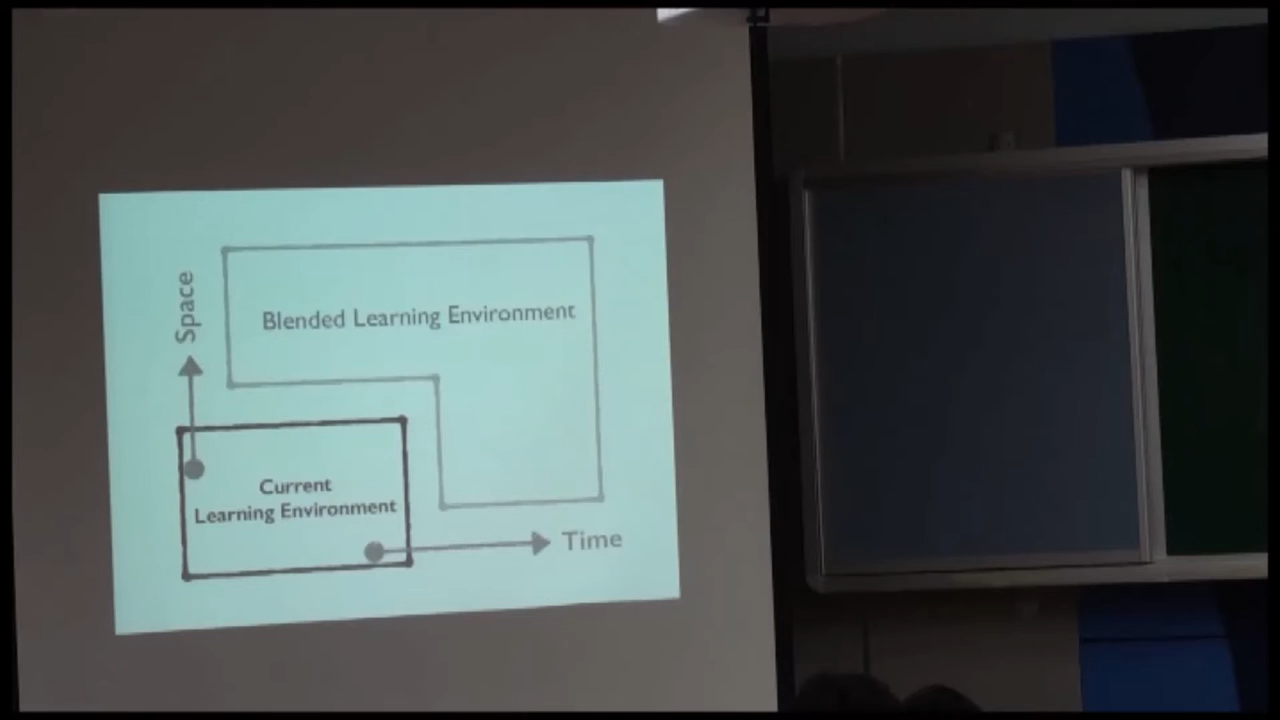 Space
Blended Learning Environment
Current
Learning Environment
Time